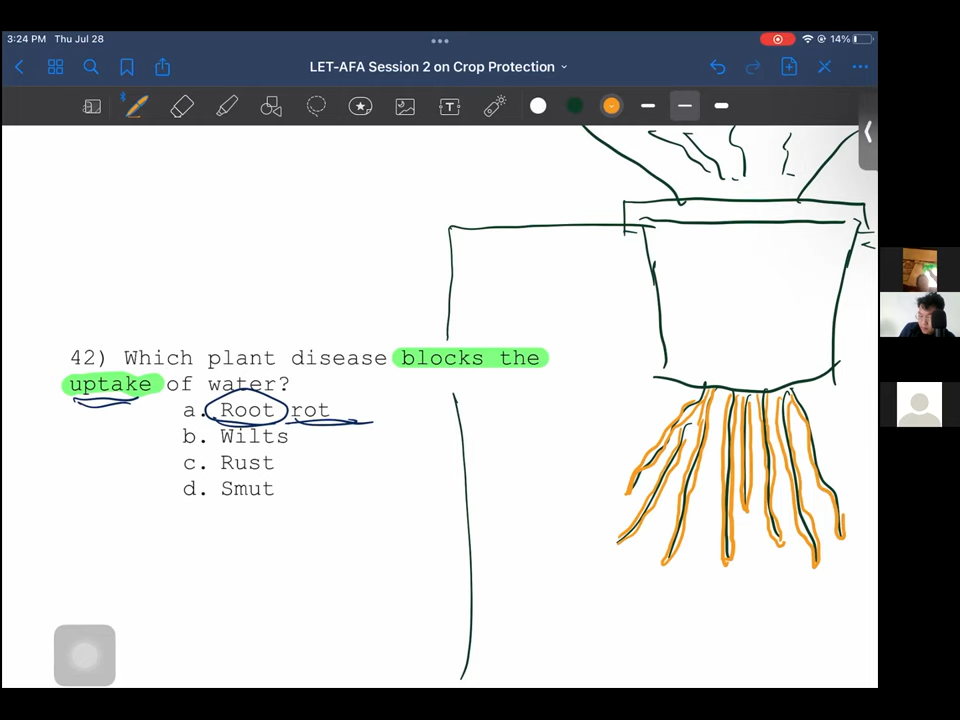 3:24 PM Thu Jul 28
14%
LET-AFA Session 2 on Crop Protection
42) Which plant disease blocks the
uptake of water?
a. Root rot
b. Wilts
c. Rust
d. Smut